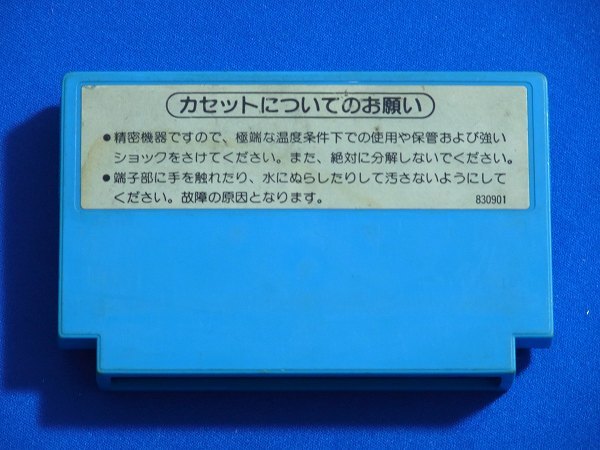 カセットについてのお願い
●精密機器ですので、極端な温度条件下での使用や保管および強い
ショックをさけてください。また、絶対に分解しないでください。
●端子部に手を触れたり、水にぬらしたりして汚さないようにして
ください。故障の原因となります。
830901